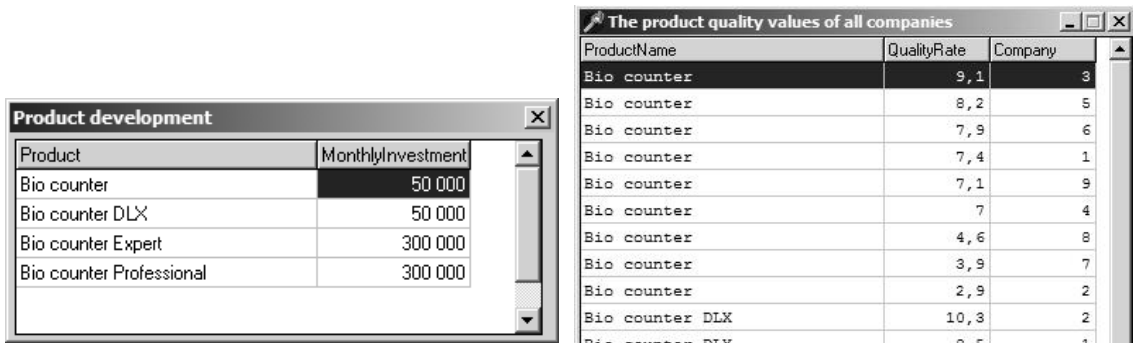 Product development
Product MonthlyInvestment
Bio counter 50 000
Bio counter DLX 50 000
Bio counter Expert 300 000
Bio counter Professional 300 000
The product quality values of all companies
ProductName QualityRate Company
Bio counter 9,1 3
Bio counter 8,2 5
Bio counter 7,9 6
Bio counter 7,4 1
Bio counter 7,1 9
Bio counter 7 4
Bio counter 4,6 8
Bio counter 3,9 7
Bio counter 2,9 2
Bio counter DLX 10,3 2